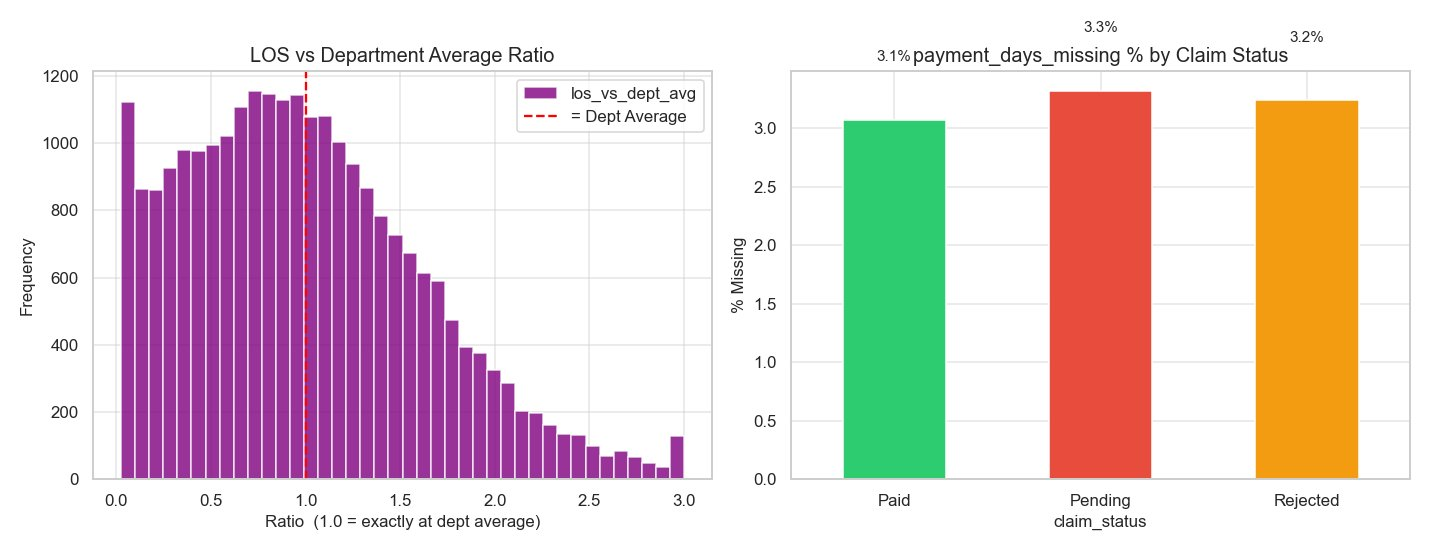 LOS vs Department Average Ratio
1200
1000
800
600
400
200
0
Frequency
los_vs_dept_avg
= Dept Average
0.0 0.5 1.0 1.5 2.0 2.5 3.0
Ratio (1.0 = exactly at dept average)
3.3%
3.2%
3.1%
payment_days_missing % by Claim Status
3.0
2.5
2.0
1.5
1.0
0.5
0.0
% Missing
Paid Pending Rejected
claim_status